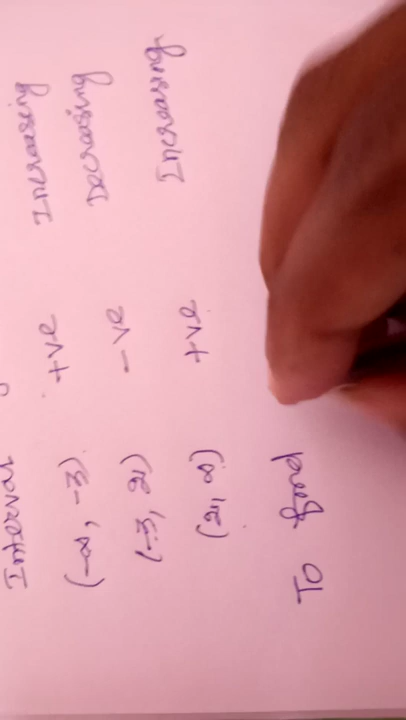 Interval
(-∞, -3) +ve Increasing
(-3, 2) -ve Decreasing
(2, ∞) +ve Increasing
To find